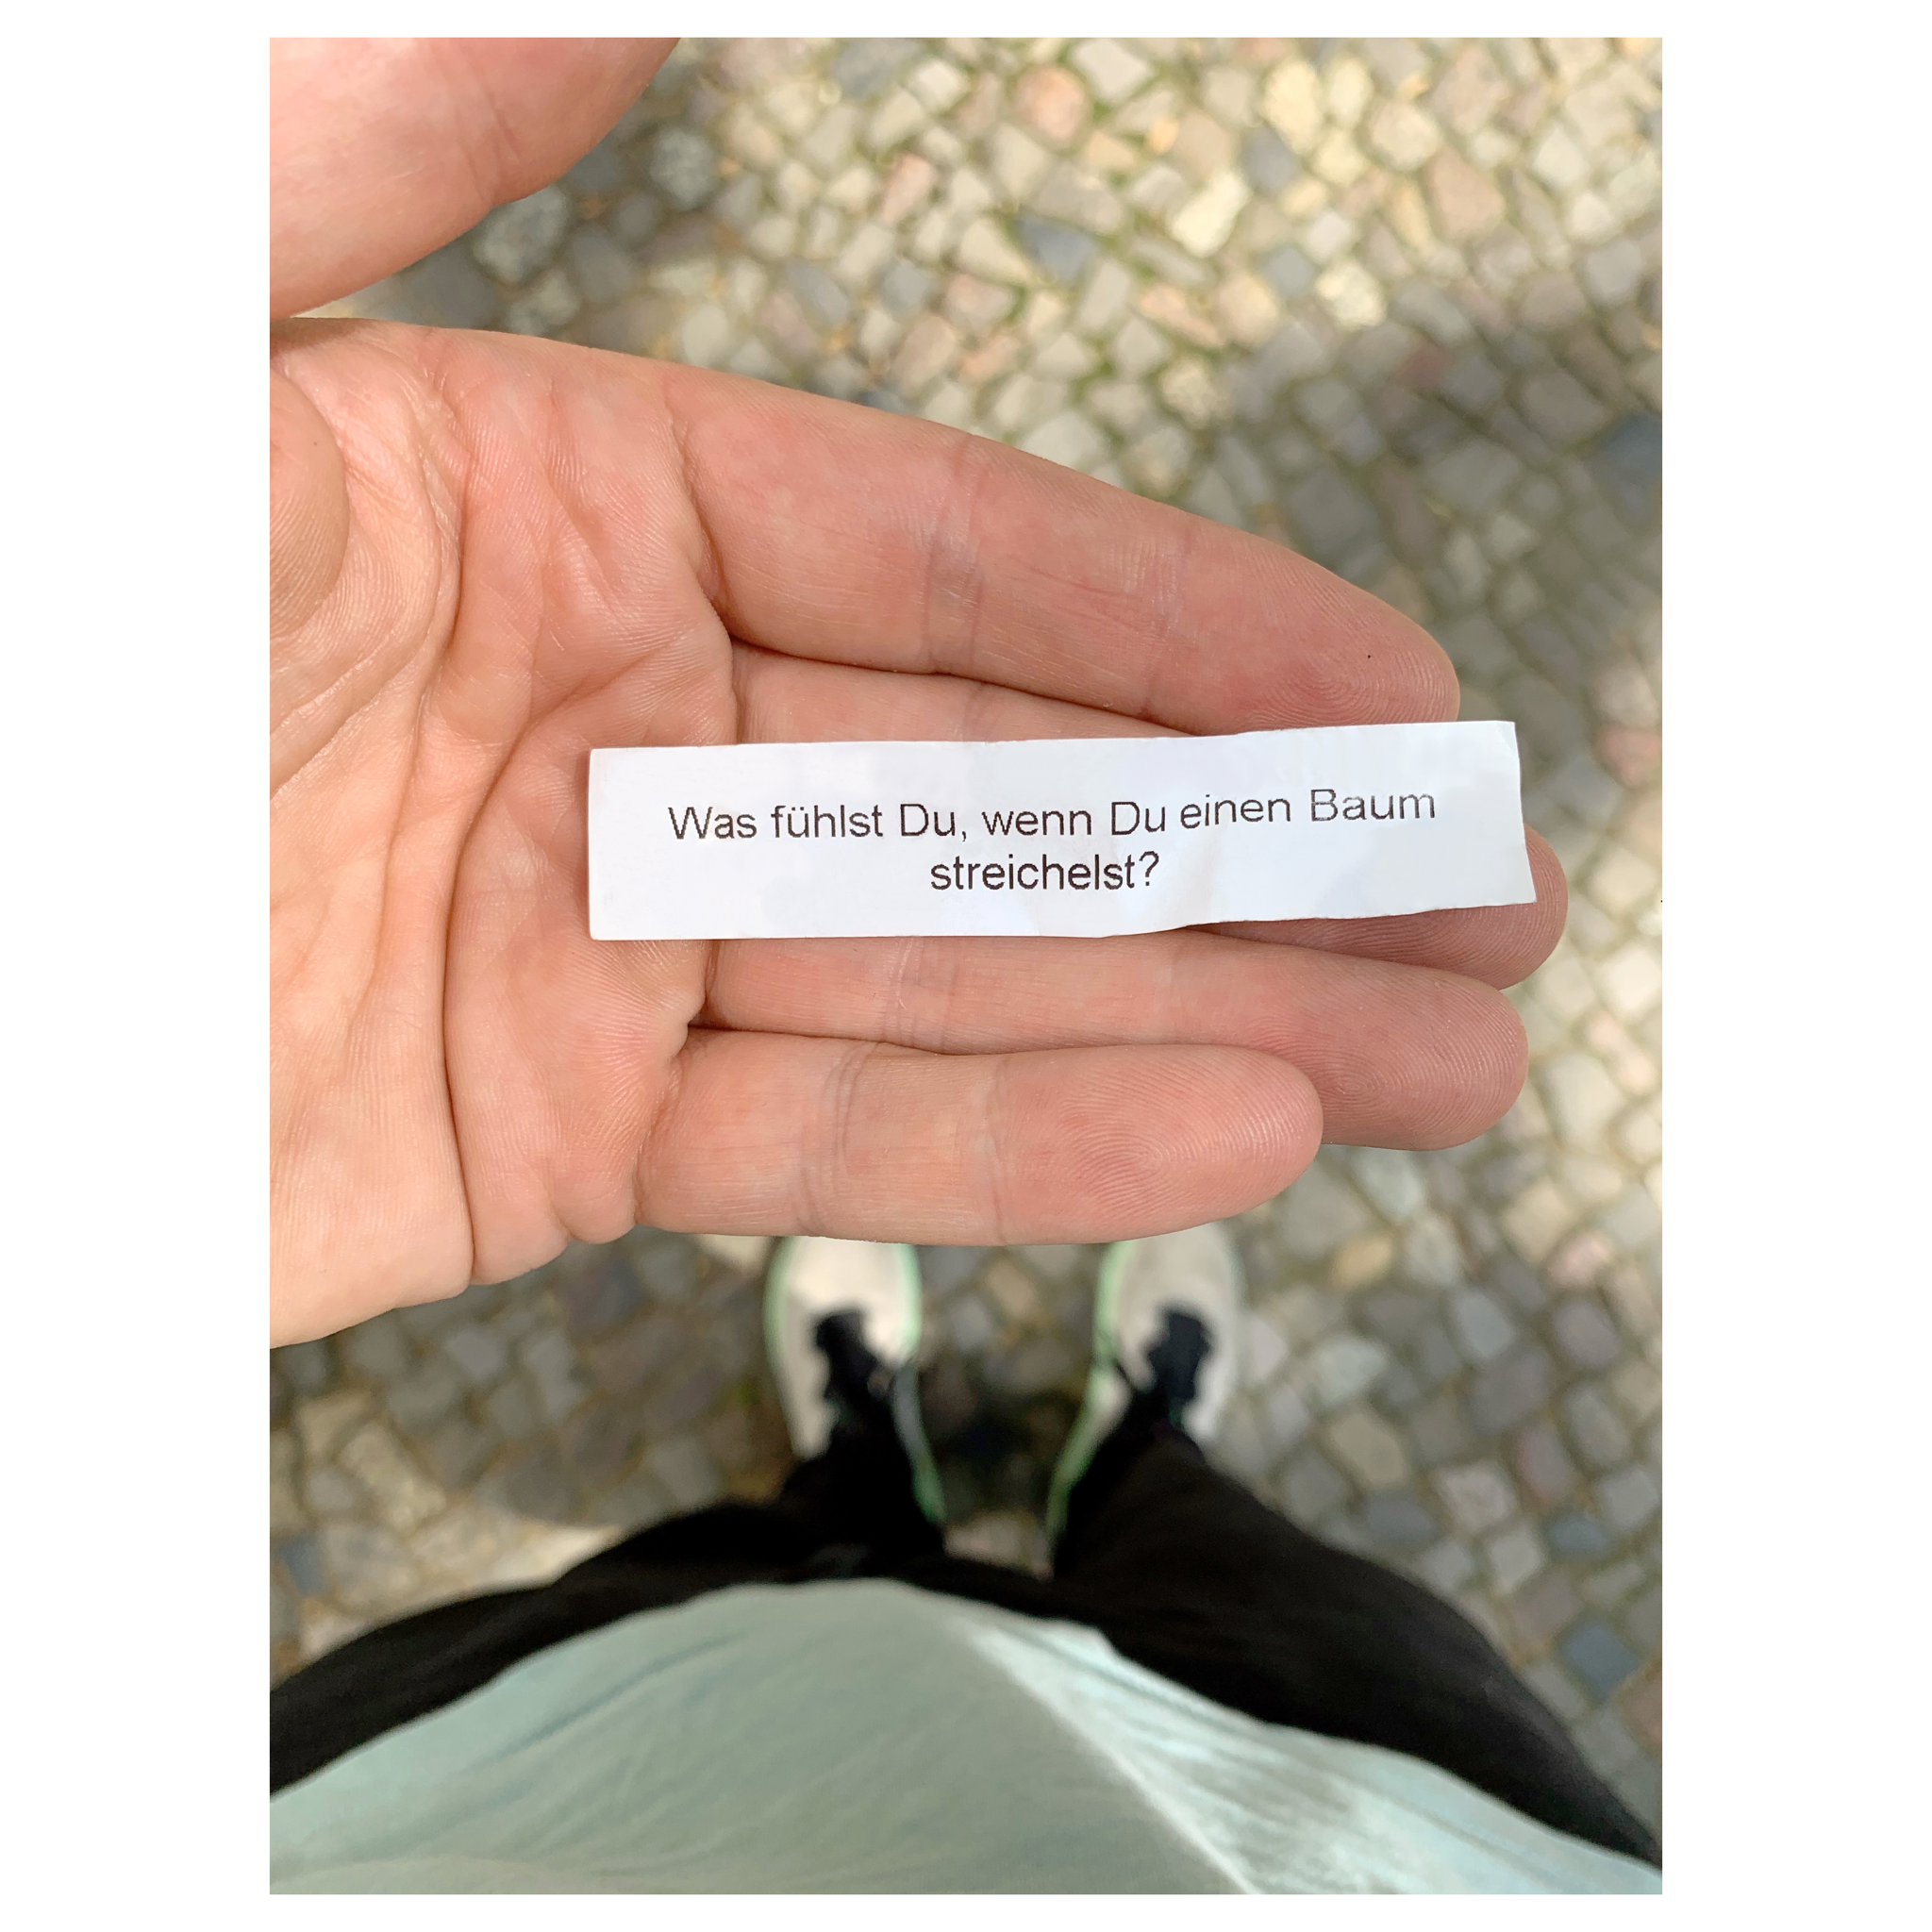 Was fühlst Du, wenn Du einen Baum
streichelst?